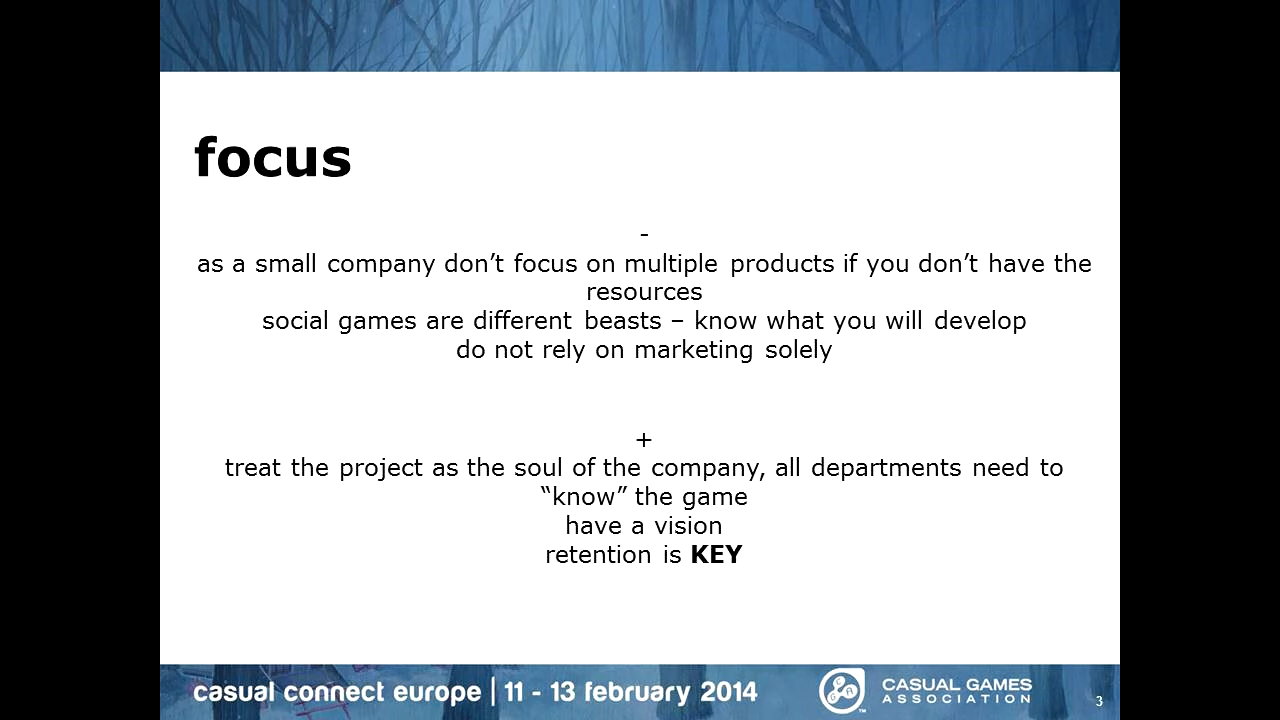 focus
-
as a small company don’t focus on multiple products if you don’t have the
resources
social games are different beasts – know what you will develop
do not rely on marketing solely
+
treat the project as the soul of the company, all departments need to
“know” the game
have a vision
retention is KEY
casual connect europe | 11 - 13 february 2014
CASUAL GAMES
ASSOCIATION
3